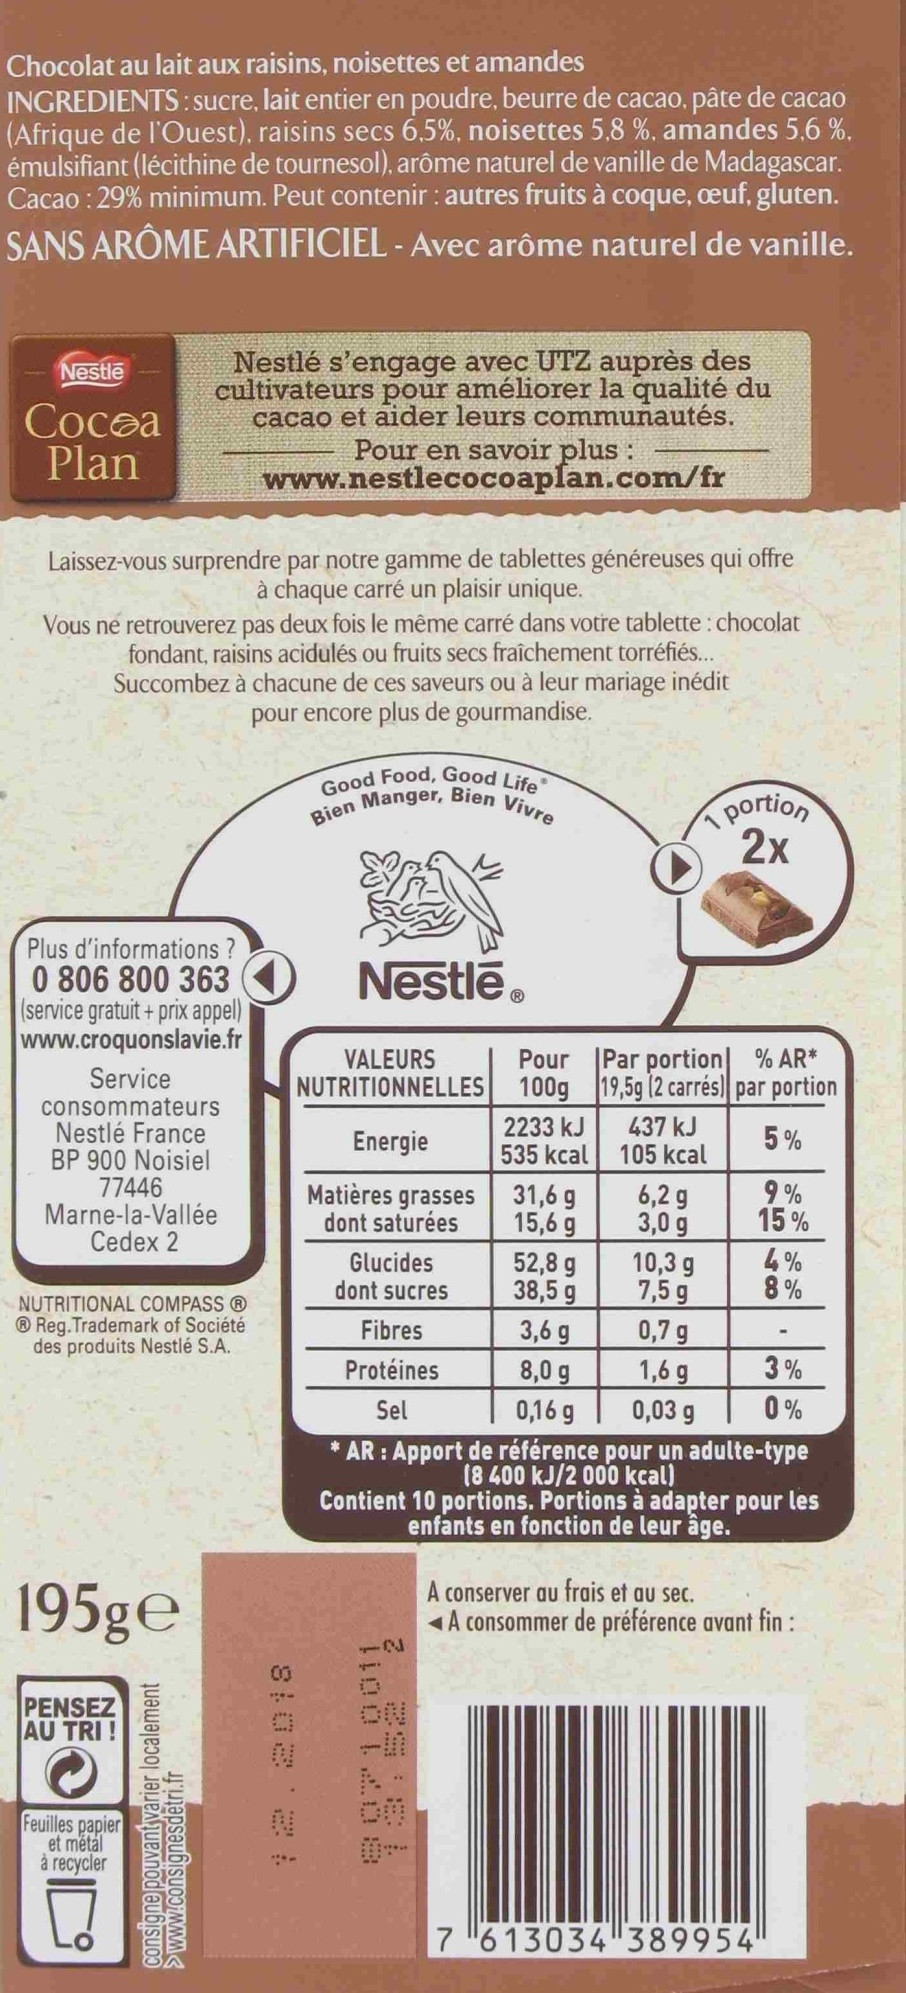 Chocolat au lait aux raisins, noisettes et amandes
INGREDIENTS : sucre, lait entier en poudre, beurre de cacao, pâte de cacao
(Afrique de l'Ouest), raisins secs 6,5%, noisettes 5,8 %, amandes 5,6 %,
émulsifiant (lécithine de tournesol), arôme naturel de vanille de Madagascar.
Cacao : 29% minimum. Peut contenir : autres fruits à coque, œuf, gluten.
SANS ARÔME ARTIFICIEL - Avec arôme naturel de vanille.
Nestlé
Cocoa
Plan
Nestlé s'engage avec UTZ auprès des
cultivateurs pour améliorer la qualité du
cacao et aider leurs communautés.
Pour en savoir plus :
www.nestlecocoaplan.com/fr
Laissez-vous surprendre par notre gamme de tablettes généreuses qui offre
à chaque carré un plaisir unique.
Vous ne retrouverez pas deux fois le même carré dans votre tablette : chocolat
fondant, raisins acidulés ou fruits secs fraîchement torréfiés...
Succombez à chacune de ces saveurs ou à leur mariage inédit
pour encore plus de gourmandise.
Good Food, Good Life®
Bien Manger, Bien Vivre
1 portion
2x
Nestlé®
Plus d'informations ?
0 806 800 363
(service gratuit + prix appel)
www.croquonslavie.fr
Service
consommateurs
Nestlé France
BP 900 Noisiel
77446
Marne-la-Vallée
Cedex 2
NUTRITIONAL COMPASS ®
® Reg.Trademark of Société
des produits Nestlé S.A.
VALEURS NUTRITIONNELLES Pour 100g Par portion 19,5g (2 carrés) % AR* par portion
Energie 2233 kJ 535 kcal 437 kJ 105 kcal 5 %
Matières grasses 31,6 g 6,2 g 9 %
dont saturées 15,6 g 3,0 g 15 %
Glucides 52,8 g 10,3 g 4 %
dont sucres 38,5 g 7,5 g 8 %
Fibres 3,6 g 0,7 g -
Protéines 8,0 g 1,6 g 3 %
Sel 0,16 g 0,03 g 0 %
* AR : Apport de référence pour un adulte-type
(8 400 kJ/2 000 kcal)
Contient 10 portions. Portions à adapter pour les
enfants en fonction de leur âge.
195g e
A conserver au frais et au sec.
◄ A consommer de préférence avant fin :
12.2018
PENSEZ
AU TRI !
Feuilles papier
et métal
à recycler
consigne pouvant varier localement
>www.consignesdetri.fr
7 613034 389954